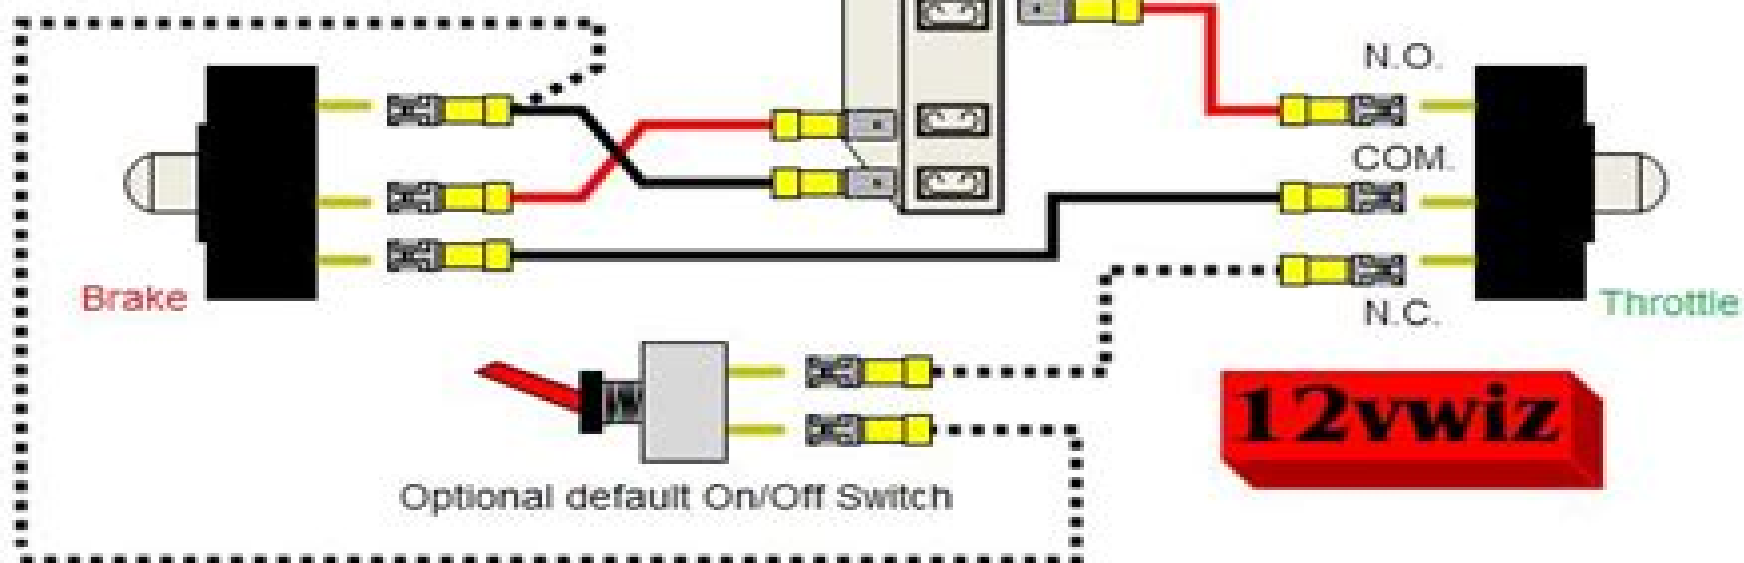 N.O.
COM.
Brake
N.C.
Throttle
12vwiz
Optional default On/Off Switch